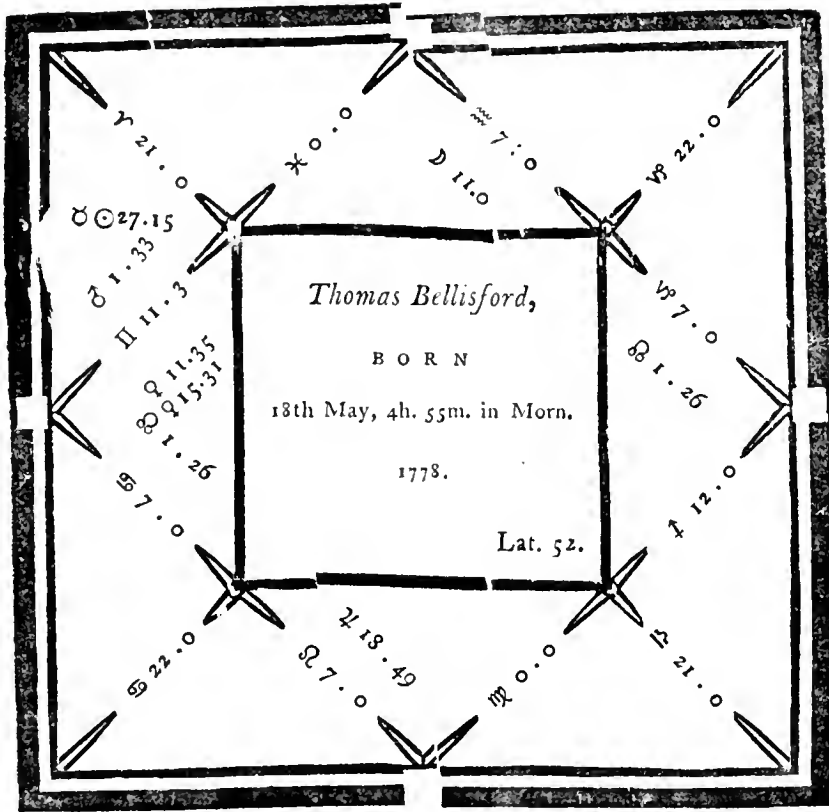 ♈ 21 . 0
♓ 0 . 0
♒ 7 : 0
☽ 11.0
♑ 22 . 0
☿ ☉ 27.15
♂ 1 . 33
♊ 11 . 3
♀ 11.35
☋ ♀ 15.31
1 . 26
♋ 7 . 0
Thomas Bellisford,
BORN
18th May, 4h. 55m. in Morn.
1778.
Lat. 52.
♑ 7 . 0
☊ 1 . 26
♐ 12 . 0
♋ 22 . 0
♌ 7 . 0
♃ 18 . 49
♍ 0 . 0
♎ 21 . 0